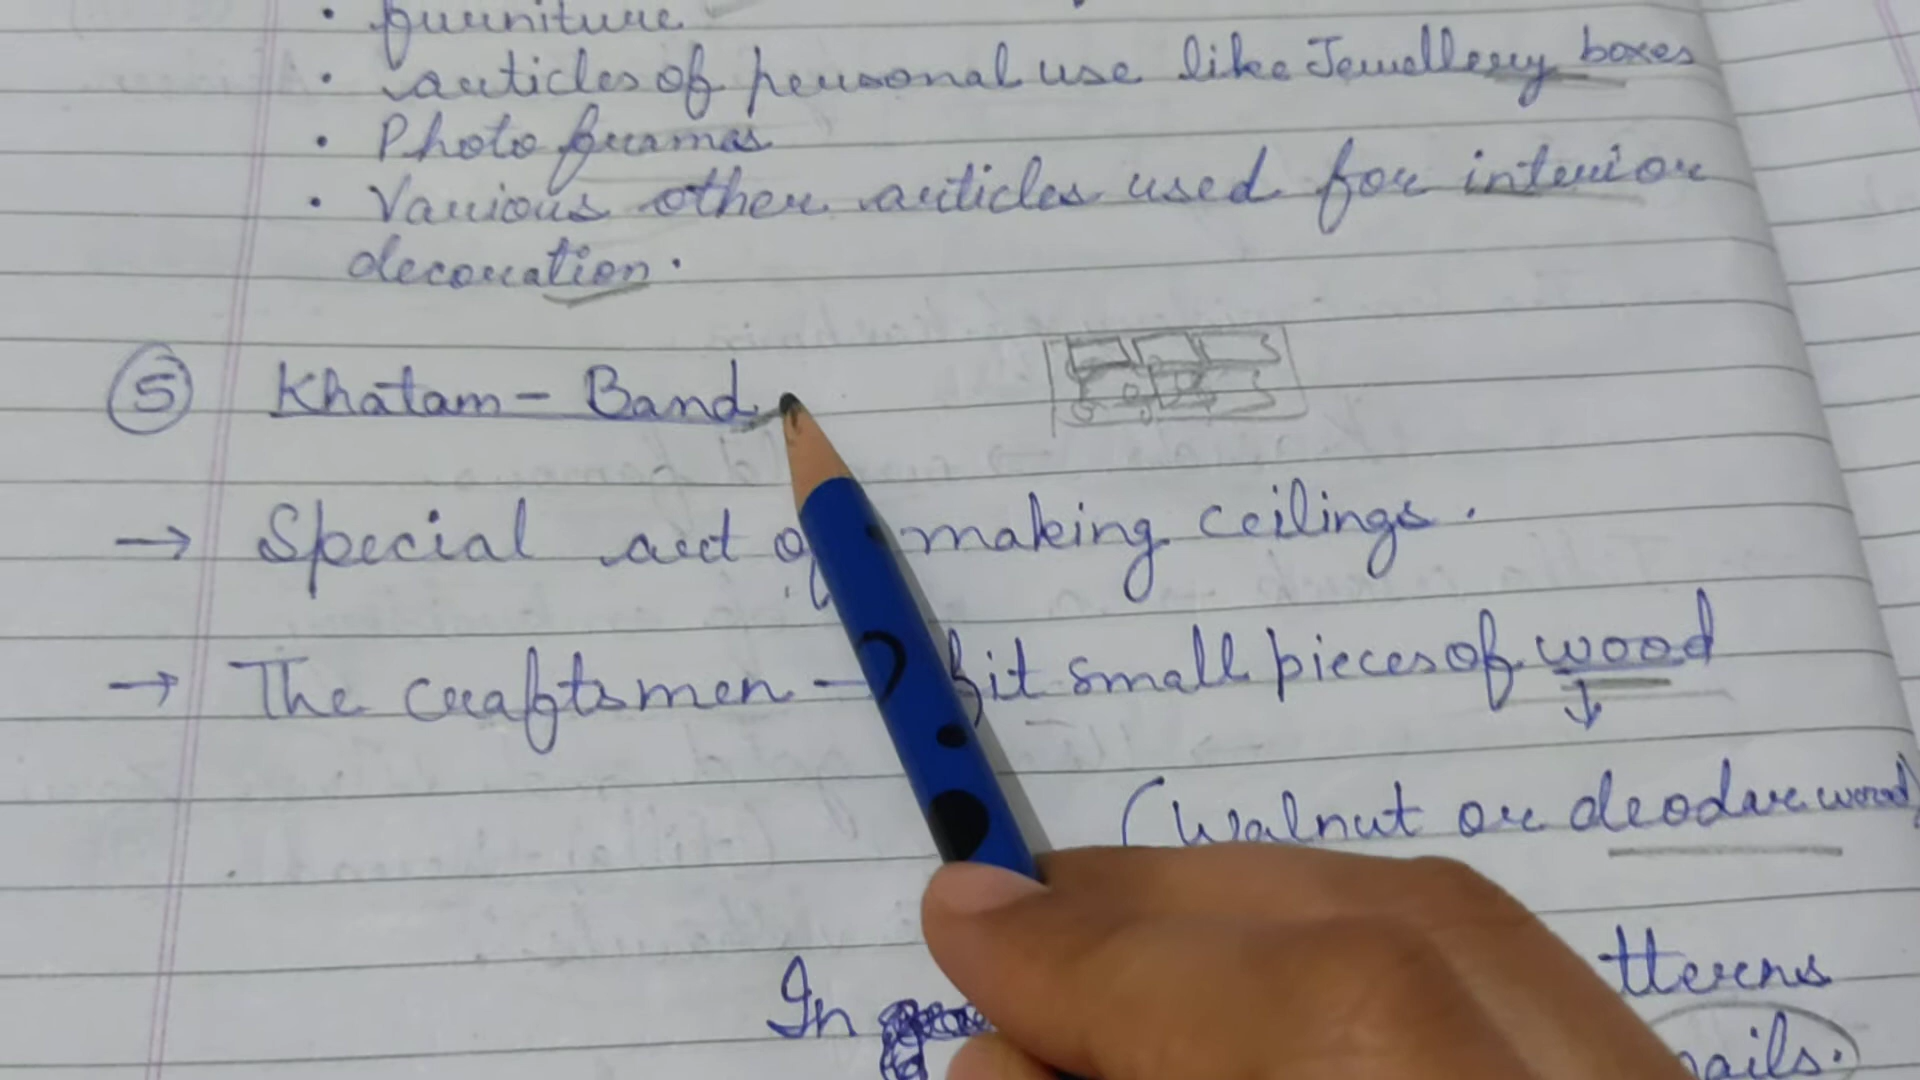 • furniture
• articles of personal use like Jewellery boxes
• Photo frames
• Various other articles used for interior
decoration.
⑤ Khatam - Band
→ Special art of making ceilings.
→ The craftsmen - fit small pieces of wood
↓
(Walnut or deodar wood)
In tterns
ails.